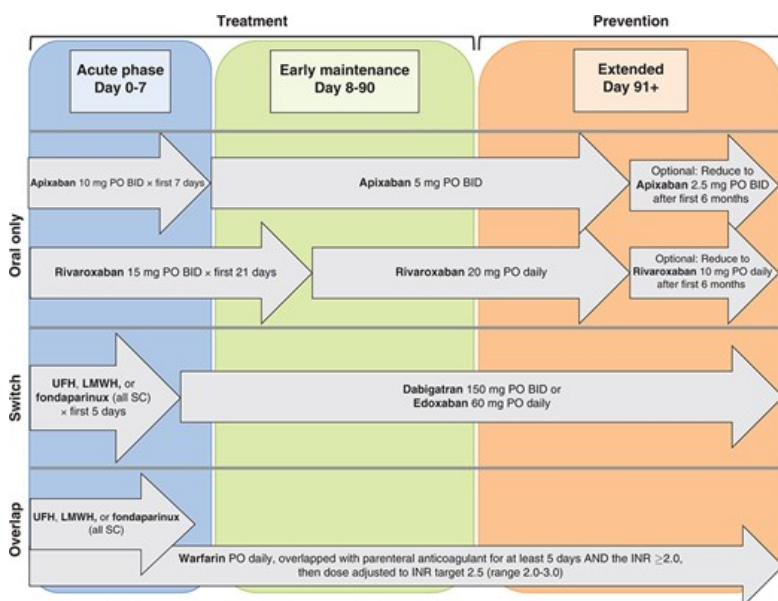 Treatment
Prevention
Acute phase
Day 0-7
Early maintenance
Day 8-90
Extended
Day 91+
Oral only
Apixaban 10 mg PO BID × first 7 days
Apixaban 5 mg PO BID
Optional: Reduce to
Apixaban 2.5 mg PO BID
after first 6 months
Rivaroxaban 15 mg PO BID × first 21 days
Rivaroxaban 20 mg PO daily
Optional: Reduce to
Rivaroxaban 10 mg PO daily
after first 6 months
Switch
UFH, LMWH, or
fondaparinux (all SC)
× first 5 days
Dabigatran 150 mg PO BID or
Edoxaban 60 mg PO daily
Overlap
UFH, LMWH, or fondaparinux
(all SC)
Warfarin PO daily, overlapped with parenteral anticoagulant for at least 5 days AND the INR ≥2.0,
then dose adjusted to INR target 2.5 (range 2.0-3.0)